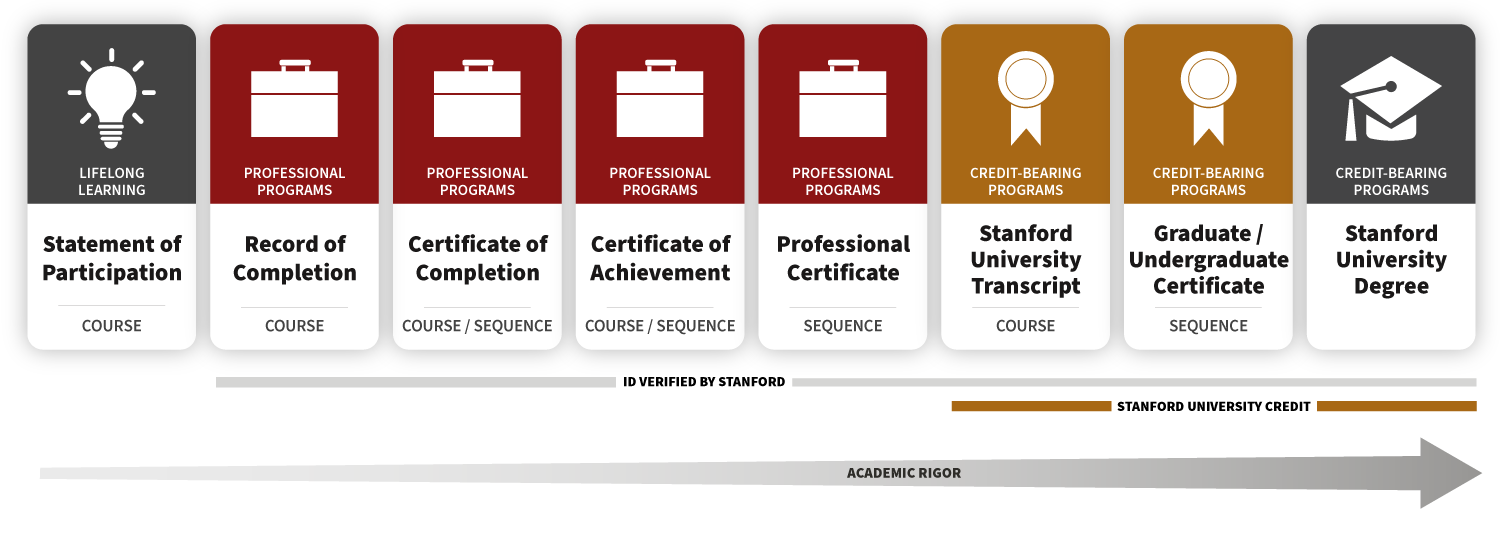 LIFELONG
LEARNING
Statement of
Participation
COURSE
PROFESSIONAL
PROGRAMS
Record of
Completion
COURSE
PROFESSIONAL
PROGRAMS
Certificate of
Completion
COURSE / SEQUENCE
PROFESSIONAL
PROGRAMS
Certificate of
Achievement
COURSE / SEQUENCE
PROFESSIONAL
PROGRAMS
Professional
Certificate
SEQUENCE
CREDIT-BEARING
PROGRAMS
Stanford
University
Transcript
COURSE
CREDIT-BEARING
PROGRAMS
Graduate /
Undergraduate
Certificate
SEQUENCE
CREDIT-BEARING
PROGRAMS
Stanford
University
Degree
ID VERIFIED BY STANFORD
STANFORD UNIVERSITY CREDIT
ACADEMIC RIGOR